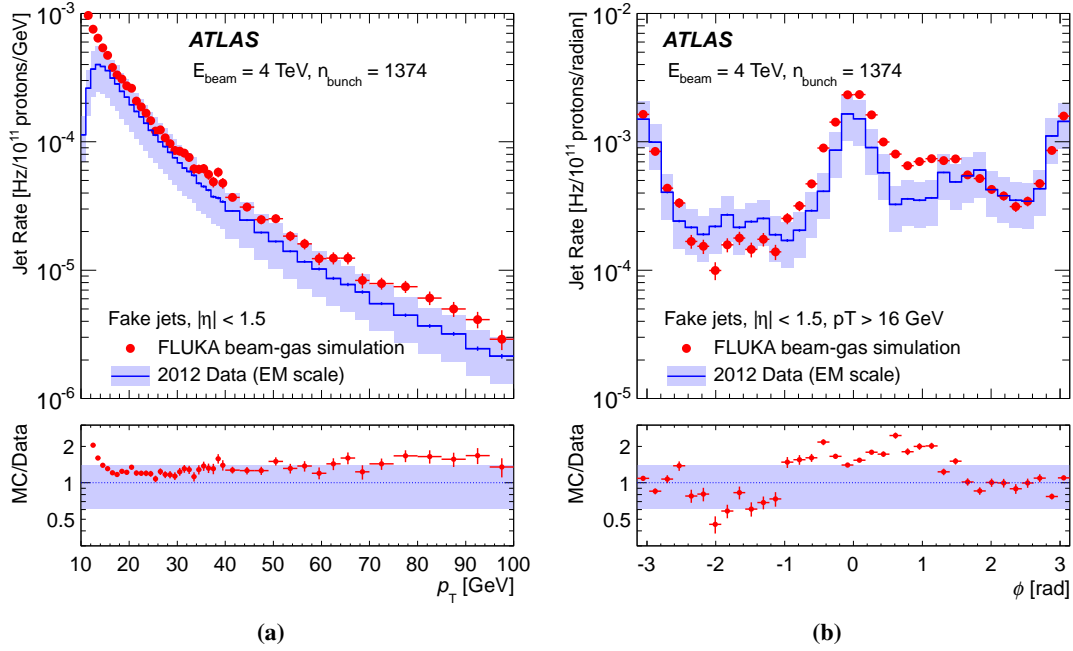 Jet Rate [Hz/10¹¹ protons/GeV]
10⁻³
10⁻⁴
10⁻⁵
10⁻⁶
ATLAS
E_beam = 4 TeV, n_bunch = 1374
Fake jets, |η| < 1.5
FLUKA beam-gas simulation
2012 Data (EM scale)
MC/Data
2
1
0.5
10 20 30 40 50 60 70 80 90 100
p_T [GeV]
(a)
Jet Rate [Hz/10¹¹ protons/radian]
10⁻²
10⁻³
10⁻⁴
10⁻⁵
ATLAS
E_beam = 4 TeV, n_bunch = 1374
Fake jets, |η| < 1.5, pT > 16 GeV
FLUKA beam-gas simulation
2012 Data (EM scale)
MC/Data
2
1
0.5
-3 -2 -1 0 1 2 3
ϕ [rad]
(b)